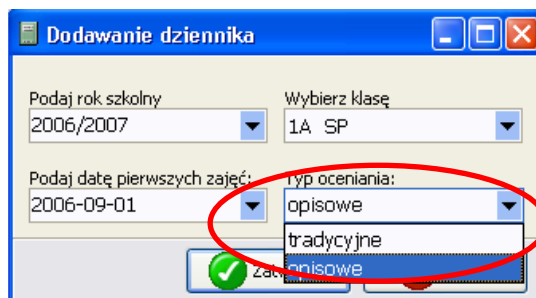 Dodawanie dziennika
Podaj rok szkolny
Wybierz klasę
2006/2007
1A SP
Podaj datę pierwszych zajęć:
Typ oceniania:
2006-09-01
opisowe
tradycyjne
opisowe